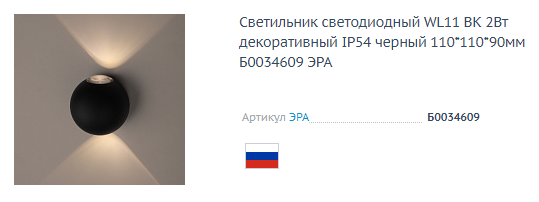 Светильник светодиодный WL11 BK 2Вт
декоративный IP54 черный 110*110*90мм
Б0034609 ЭРА
Артикул ЭРА Б0034609